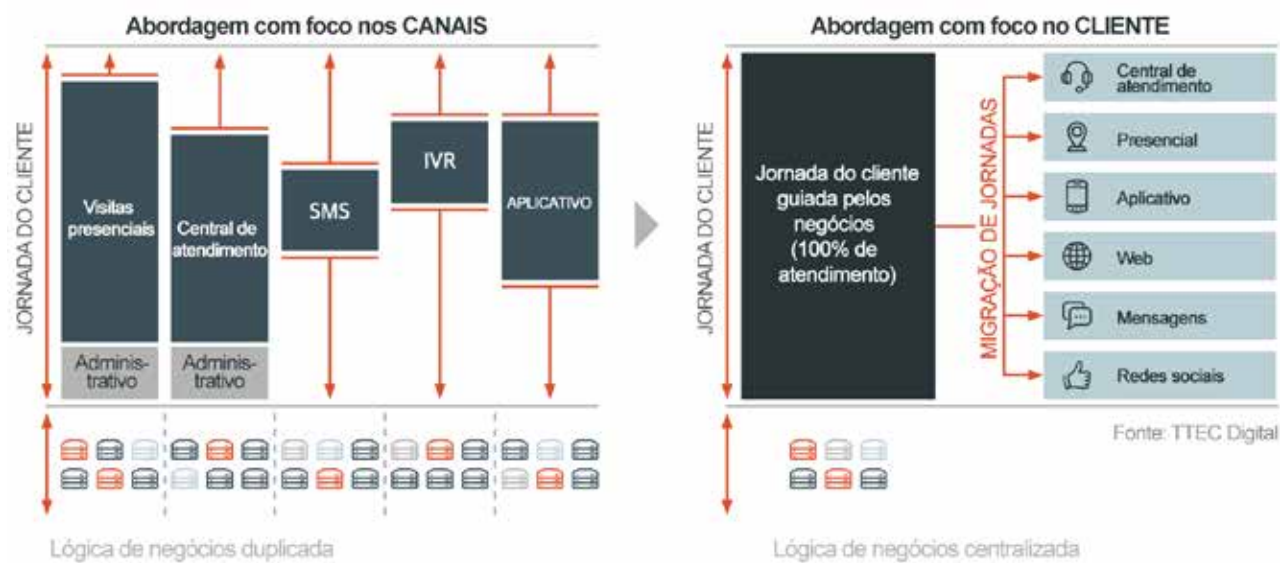 Abordagem com foco nos CANAIS
JORNADA DO CLIENTE
Visitas
presenciais
Adminis-
trativo
Central de
atendimento
Adminis-
trativo
SMS
IVR
APLICATIVO
Lógica de negócios duplicada
Abordagem com foco no CLIENTE
JORNADA DO CLIENTE
Jornada do cliente
guiada pelos
negócios
(100% de
atendimento)
MIGRAÇÃO DE JORNADAS
Central de
atendimento
Presencial
Aplicativo
Web
Mensagens
Redes sociais
Fonte: TTEC Digital
Lógica de negócios centralizada